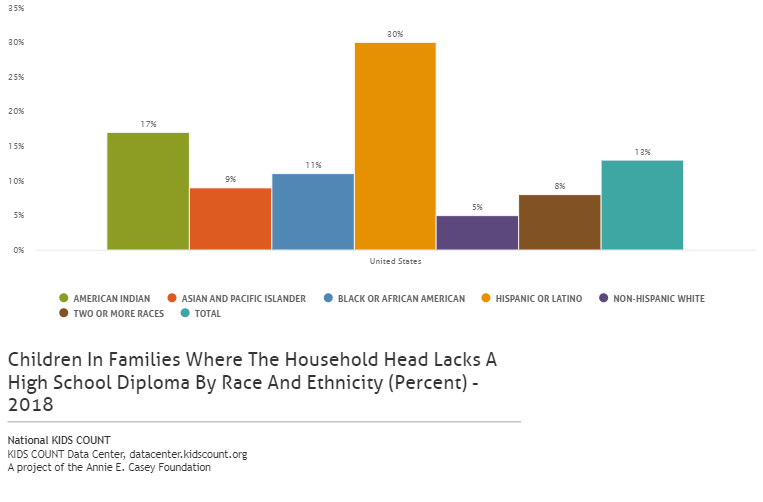 35%
30%
30%
25%
20%
17%
15%
13%
11%
10%
9%
8%
5%
5%
0%
United States
AMERICAN INDIAN
ASIAN AND PACIFIC ISLANDER
BLACK OR AFRICAN AMERICAN
HISPANIC OR LATINO
NON-HISPANIC WHITE
TWO OR MORE RACES
TOTAL
Children In Families Where The Household Head Lacks A
High School Diploma By Race And Ethnicity (Percent) -
2018
National KIDS COUNT
KIDS COUNT Data Center, datacenter.kidscount.org
A project of the Annie E. Casey Foundation